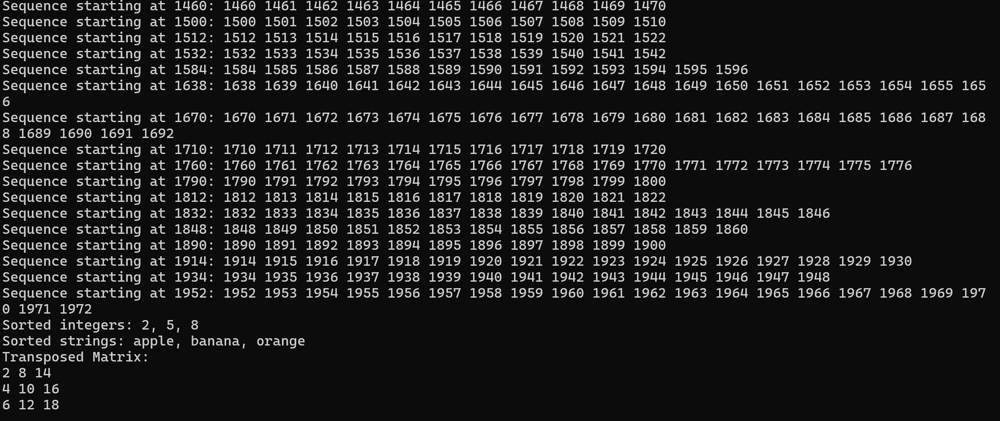 Sequence starting at 1460: 1460 1461 1462 1463 1464 1465 1466 1467 1468 1469 1470
Sequence starting at 1500: 1500 1501 1502 1503 1504 1505 1506 1507 1508 1509 1510
Sequence starting at 1512: 1512 1513 1514 1515 1516 1517 1518 1519 1520 1521 1522
Sequence starting at 1532: 1532 1533 1534 1535 1536 1537 1538 1539 1540 1541 1542
Sequence starting at 1584: 1584 1585 1586 1587 1588 1589 1590 1591 1592 1593 1594 1595 1596
Sequence starting at 1638: 1638 1639 1640 1641 1642 1643 1644 1645 1646 1647 1648 1649 1650 1651 1652 1653 1654 1655 165
6
Sequence starting at 1670: 1670 1671 1672 1673 1674 1675 1676 1677 1678 1679 1680 1681 1682 1683 1684 1685 1686 1687 168
8 1689 1690 1691 1692
Sequence starting at 1710: 1710 1711 1712 1713 1714 1715 1716 1717 1718 1719 1720
Sequence starting at 1760: 1760 1761 1762 1763 1764 1765 1766 1767 1768 1769 1770 1771 1772 1773 1774 1775 1776
Sequence starting at 1790: 1790 1791 1792 1793 1794 1795 1796 1797 1798 1799 1800
Sequence starting at 1812: 1812 1813 1814 1815 1816 1817 1818 1819 1820 1821 1822
Sequence starting at 1832: 1832 1833 1834 1835 1836 1837 1838 1839 1840 1841 1842 1843 1844 1845 1846
Sequence starting at 1848: 1848 1849 1850 1851 1852 1853 1854 1855 1856 1857 1858 1859 1860
Sequence starting at 1890: 1890 1891 1892 1893 1894 1895 1896 1897 1898 1899 1900
Sequence starting at 1914: 1914 1915 1916 1917 1918 1919 1920 1921 1922 1923 1924 1925 1926 1927 1928 1929 1930
Sequence starting at 1934: 1934 1935 1936 1937 1938 1939 1940 1941 1942 1943 1944 1945 1946 1947 1948
Sequence starting at 1952: 1952 1953 1954 1955 1956 1957 1958 1959 1960 1961 1962 1963 1964 1965 1966 1967 1968 1969 197
0 1971 1972
Sorted integers: 2, 5, 8
Sorted strings: apple, banana, orange
Transposed Matrix:
2 8 14
4 10 16
6 12 18